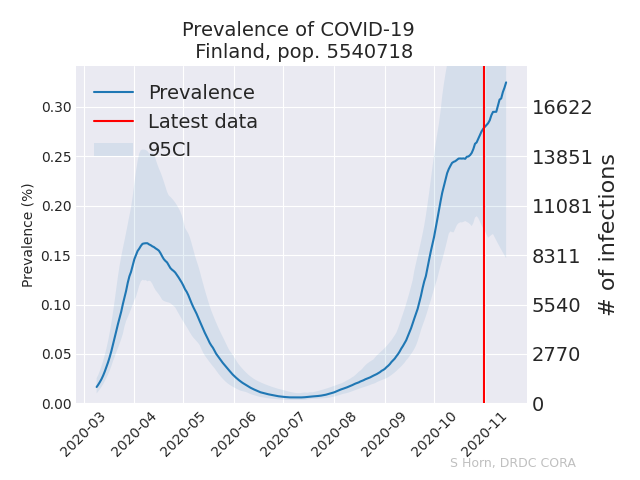 Prevalence of COVID-19
Finland, pop. 5540718
Prevalence
Latest data
95CI
Prevalence (%)
0.30
0.25
0.20
0.15
0.10
0.05
0.00
16622
13851
11081
8311
5540
2770
0
# of infections
2020-03
2020-04
2020-05
2020-06
2020-07
2020-08
2020-09
2020-10
2020-11
S Horn, DRDC CORA